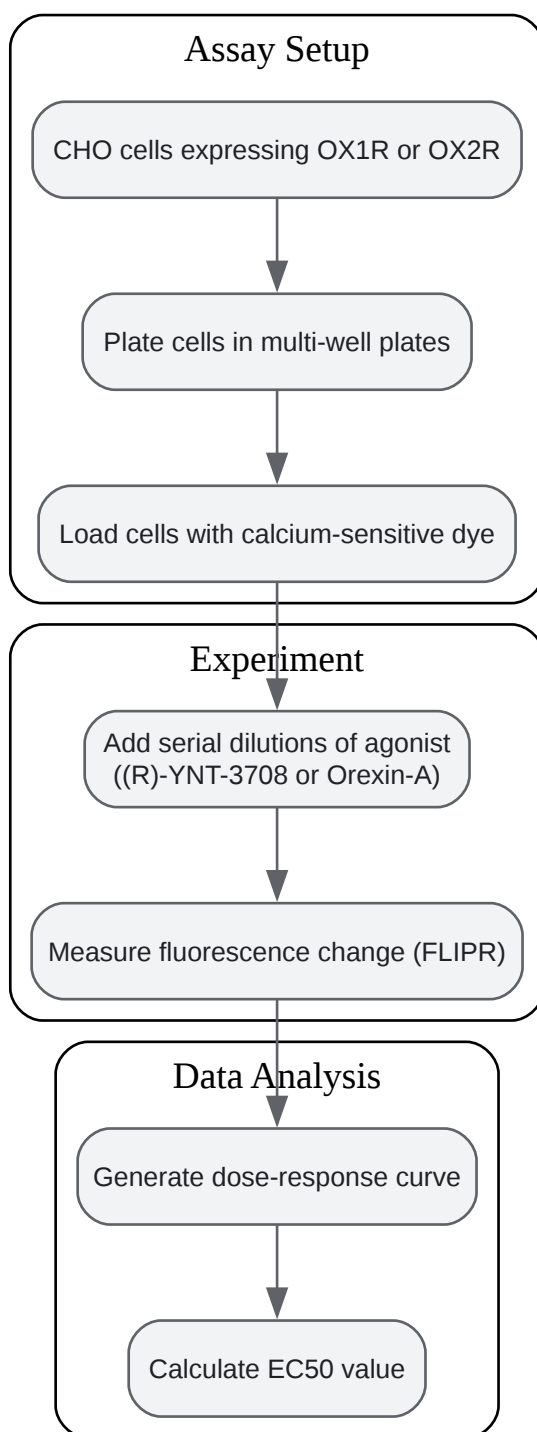 Assay Setup
CHO cells expressing OX1R or OX2R
Plate cells in multi-well plates
Load cells with calcium-sensitive dye
Experiment
Add serial dilutions of agonist
((R)-YNT-3708 or Orexin-A)
Measure fluorescence change (FLIPR)
Data Analysis
Generate dose-response curve
Calculate EC50 value